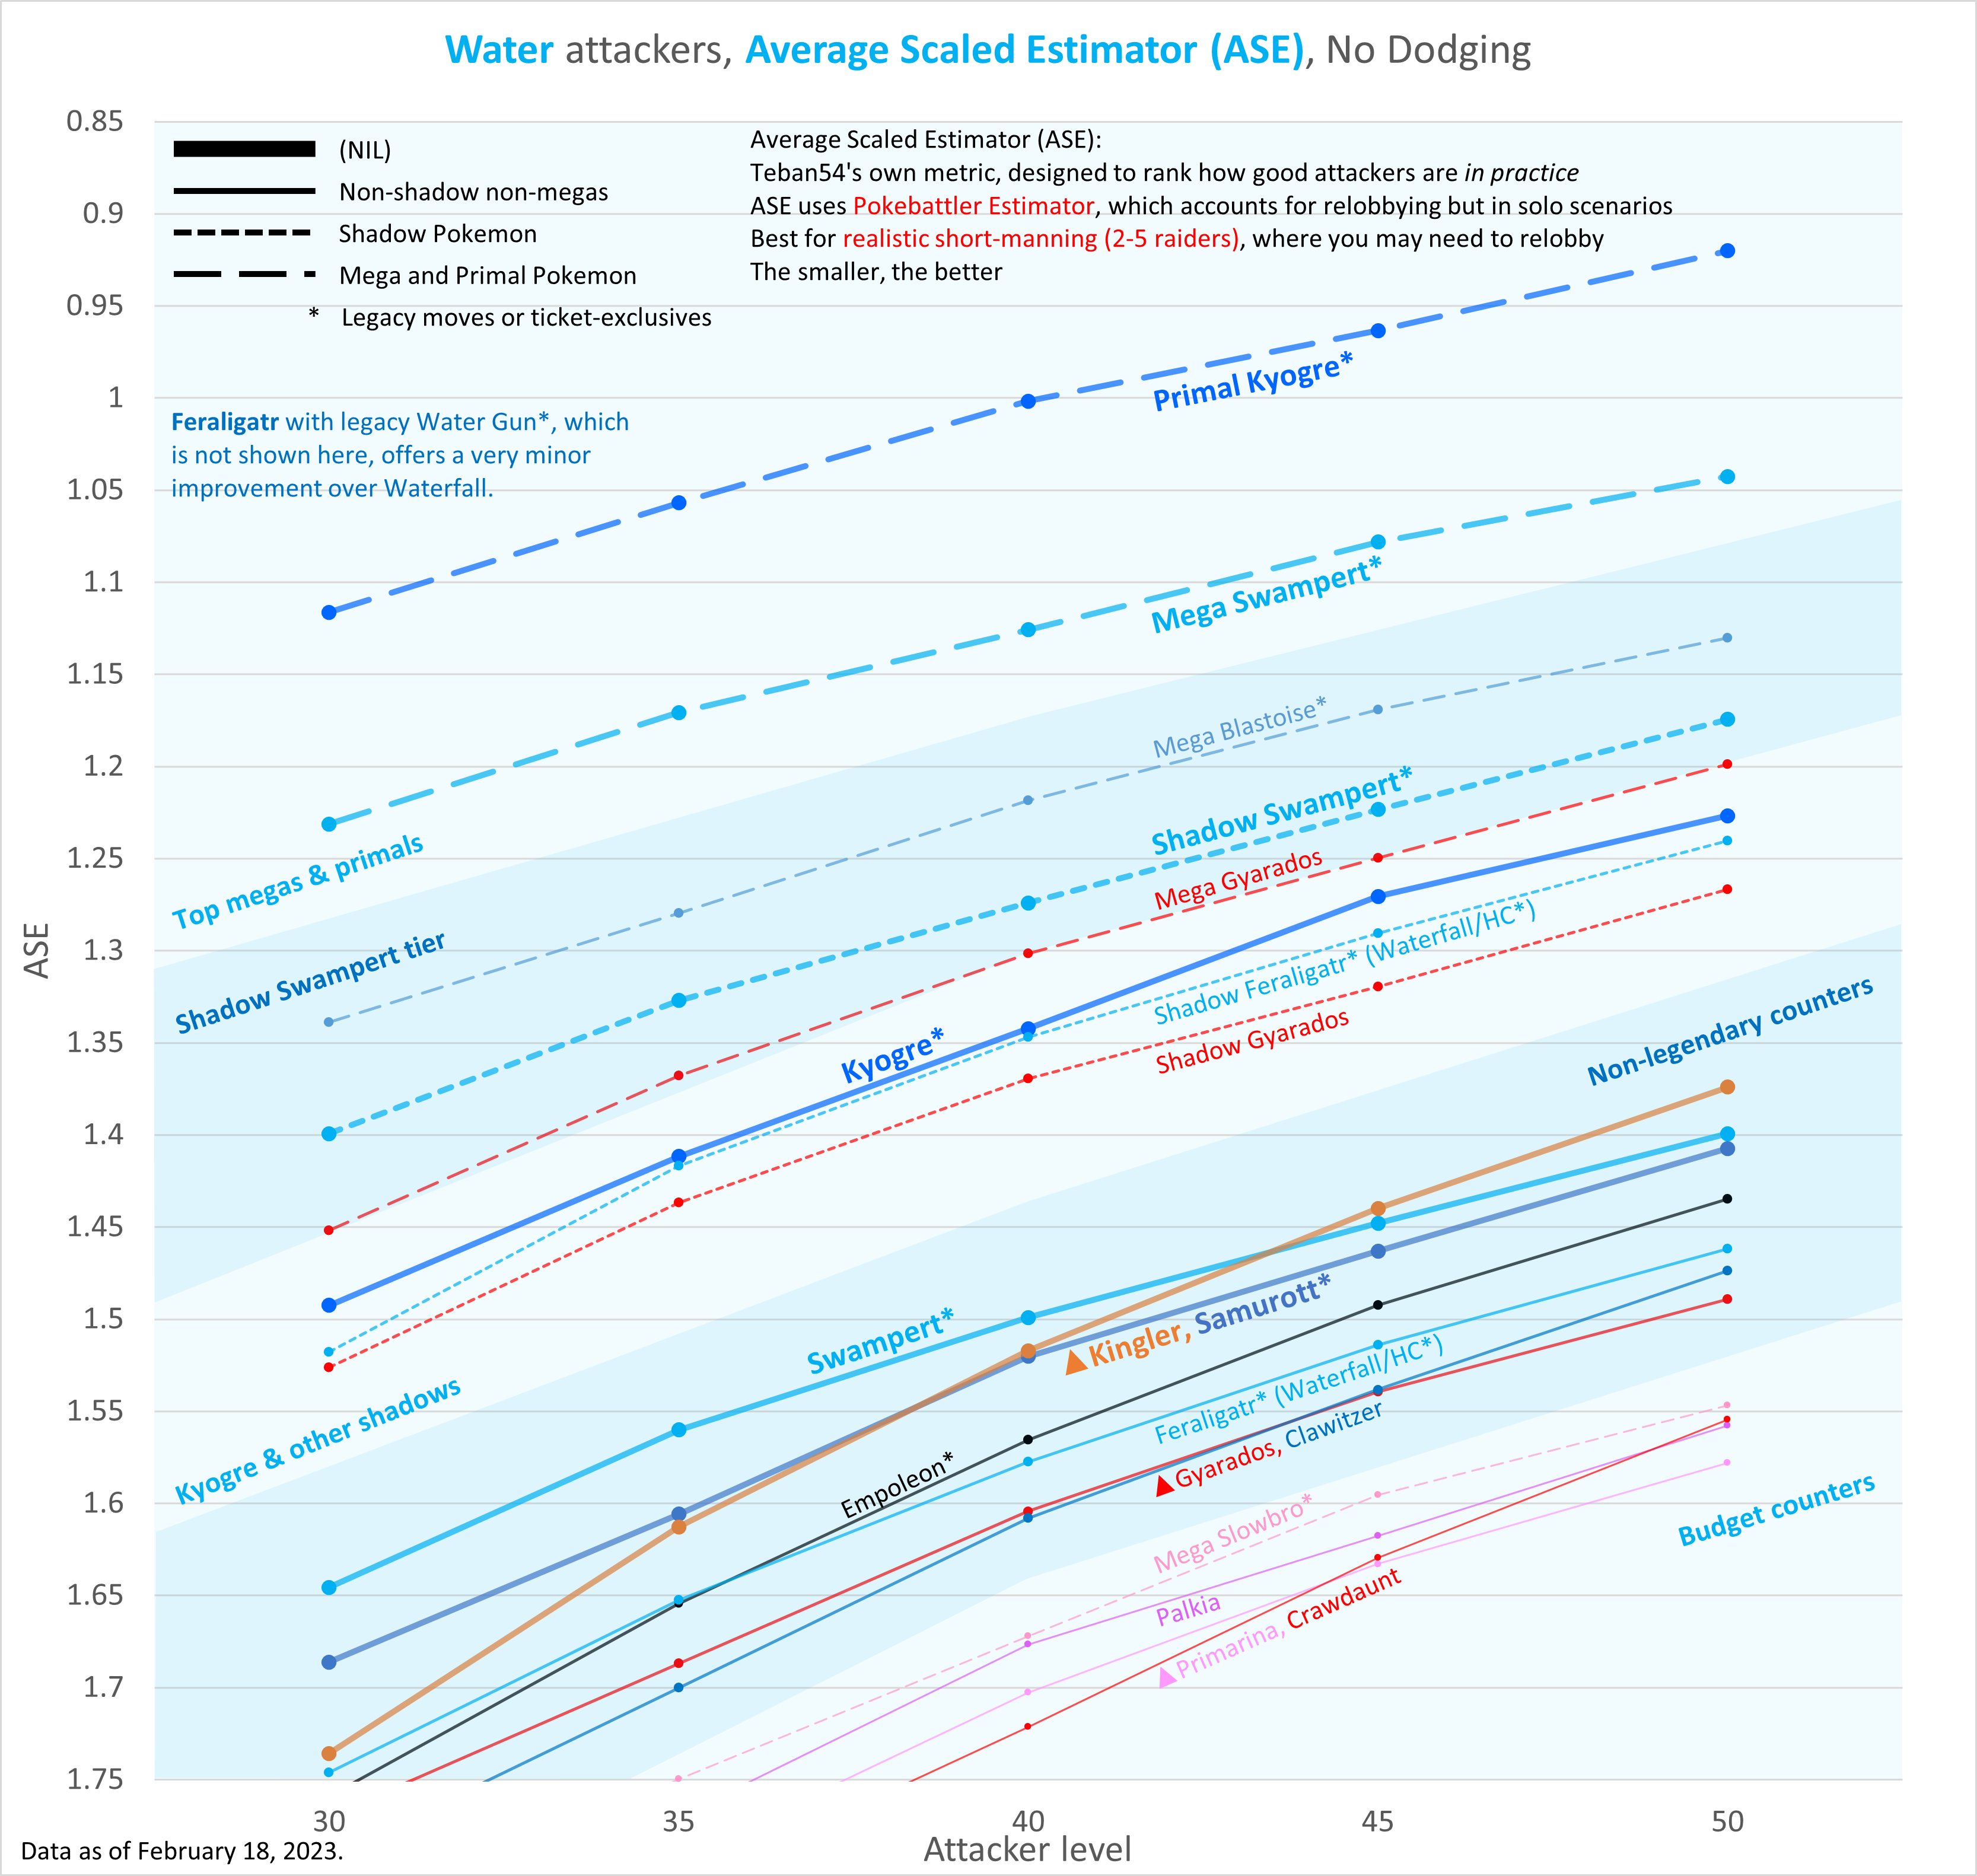 Water attackers, Average Scaled Estimator (ASE), No Dodging
(NIL)
Non-shadow non-megas
Shadow Pokemon
Mega and Primal Pokemon
* Legacy moves or ticket-exclusives
Average Scaled Estimator (ASE):
Teban54's own metric, designed to rank how good attackers are in practice
ASE uses Pokebattler Estimator, which accounts for relobbying but in solo scenarios
Best for realistic short-manning (2-5 raiders), where you may need to relobby
The smaller, the better
Feraligatr with legacy Water Gun*, which
is not shown here, offers a very minor
improvement over Waterfall.
ASE
0.85
0.9
0.95
1
1.05
1.1
1.15
1.2
1.25
1.3
1.35
1.4
1.45
1.5
1.55
1.6
1.65
1.7
1.75
Primal Kyogre*
Mega Swampert*
Mega Blastoise*
Shadow Swampert*
Mega Gyarados
Top megas & primals
Shadow Swampert tier
Shadow Feraligatr* (Waterfall/HC*)
Kyogre*
Shadow Gyarados
Non-legendary counters
Swampert*
▲Kingler, Samurott*
Kyogre & other shadows
Feraligatr* (Waterfall/HC*)
Empoleon*
▲Gyarados, Clawitzer
Mega Slowbro*
Budget counters
Palkia
▲Primarina, Crawdaunt
30
35
40
45
50
Attacker level
Data as of February 18, 2023.